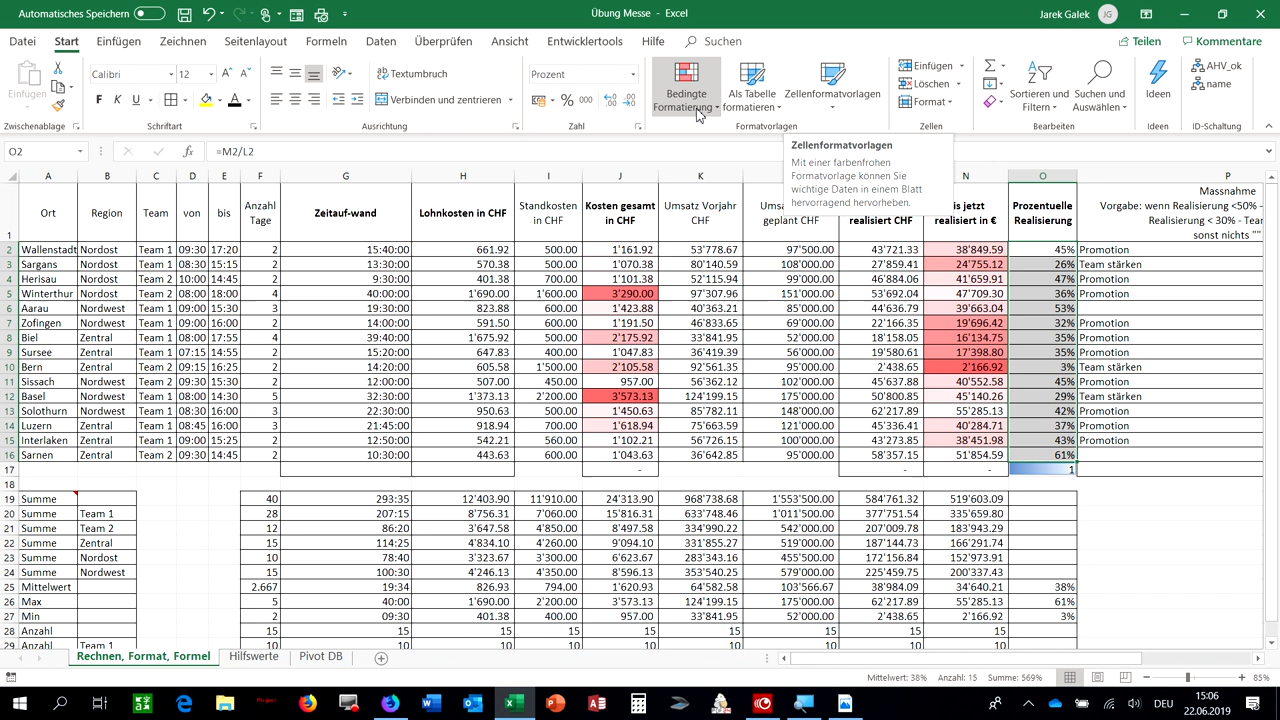 Automatisches Speichern
Übung Messe - Excel
Jarek Galek
JG
Datei Start Einfügen Zeichnen Seitenlayout Formeln Daten Überprüfen Ansicht Entwicklertools Hilfe Suchen Teilen Kommentare
Einfügen
Calibri 12
F K U
Textumbruch
Verbinden und zentrieren
Prozent
% 000
Bedingte Formatierung
Als Tabelle formatieren
Zellenformatvorlagen
Einfügen
Löschen
Format
Sortieren und Filtern
Suchen und Auswählen
Ideen
AHV_ok
name
Zwischenablage Schriftart Ausrichtung Zahl Formatvorlagen Zellen Bearbeiten Ideen ID-Schaltung
O2 fx =M2/L2
Zellenformatvorlagen
Mit einer farbenfrohen
Formatvorlage können Sie
wichtige Daten in einem Blatt
hervorragend hervorheben.
A B C D E F G H I J K N O P
1 Ort Region Team von bis Anzahl Tage Zeitauf-wand Lohnkosten in CHF Standkosten in CHF Kosten gesamt in CHF Umsatz Vorjahr CHF geplant CHF realisiert CHF is jetzt realisiert in € Prozentuelle Realisierung Massnahme
Vorgabe: wenn Realisierung <50% -
Realisierung < 30% - Tear
sonst nichts ""
2 Wallenstadt Nordost Team 1 09:30 17:20 2 15:40:00 661.92 500.00 1'161.92 53'778.67 97'500.00 43'721.33 38'849.59 45% Promotion
3 Sargans Nordost Team 1 08:30 15:15 2 13:30:00 570.38 500.00 1'070.38 80'140.59 108'000.00 27'859.41 24'755.12 26% Team stärken
4 Herisau Nordost Team 2 10:00 14:45 2 9:30:00 401.38 700.00 1'101.38 52'115.94 99'000.00 46'884.06 41'659.91 47% Promotion
5 Winterthur Nordost Team 2 08:00 18:00 4 40:00:00 1'690.00 1'600.00 3'290.00 97'307.96 151'000.00 53'692.04 47'709.30 36% Promotion
6 Aarau Nordwest Team 1 09:00 15:30 3 19:30:00 823.88 600.00 1'423.88 40'363.21 85'000.00 44'636.79 39'663.04 53%
7 Zofingen Nordwest Team 1 09:00 16:00 2 14:00:00 591.50 600.00 1'191.50 46'833.65 69'000.00 22'166.35 19'696.42 32% Promotion
8 Biel Zentral Team 1 08:00 17:55 4 39:40:00 1'675.92 500.00 2'175.92 33'841.95 52'000.00 18'158.05 16'134.75 35% Promotion
9 Sursee Zentral Team 1 07:15 14:55 2 15:20:00 647.83 400.00 1'047.83 36'419.39 56'000.00 19'580.61 17'398.80 35% Promotion
10 Bern Zentral Team 2 09:15 16:25 2 14:20:00 605.58 1'500.00 2'105.58 92'561.35 95'000.00 2'438.65 2'166.92 3% Team stärken
11 Sissach Nordwest Team 2 09:30 15:30 2 12:00:00 507.00 450.00 957.00 56'362.12 102'000.00 45'637.88 40'552.58 45% Promotion
12 Basel Nordwest Team 1 08:00 14:30 5 32:30:00 1'373.13 2'200.00 3'573.13 124'199.15 175'000.00 50'800.85 45'140.26 29% Team stärken
13 Solothurn Nordwest Team 1 08:30 16:00 3 22:30:00 950.63 500.00 1'450.63 85'782.11 148'000.00 62'217.89 55'285.13 42% Promotion
14 Luzern Zentral Team 1 08:45 16:00 3 21:45:00 918.94 700.00 1'618.94 75'663.59 121'000.00 45'336.41 40'284.71 37% Promotion
15 Interlaken Zentral Team 1 09:00 15:25 2 12:50:00 542.21 560.00 1'102.21 56'726.15 100'000.00 43'273.85 38'451.98 43% Promotion
16 Sarnen Zentral Team 2 09:30 14:45 2 10:30:00 443.63 600.00 1'043.63 36'642.85 95'000.00 58'357.15 51'854.59 61%
17 - - - 1
18
19 Summe 40 293:35 12'403.90 11'910.00 24'313.90 968'738.68 1'553'500.00 584'761.32 519'603.09
20 Summe Team 1 28 207:15 8'756.31 7'060.00 15'816.31 633'748.46 1'011'500.00 377'751.54 335'659.80
21 Summe Team 2 12 86:20 3'647.58 4'850.00 8'497.58 334'990.22 542'000.00 207'009.78 183'943.29
22 Summe Zentral 15 114:25 4'834.10 4'260.00 9'094.10 331'855.27 519'000.00 187'144.73 166'291.74
23 Summe Nordost 10 78:40 3'323.67 3'300.00 6'623.67 283'343.16 455'500.00 172'156.84 152'973.91
24 Summe Nordwest 15 100:30 4'246.13 4'350.00 8'596.13 353'540.25 579'000.00 225'459.75 200'337.43
25 Mittelwert 2.667 19:34 826.93 794.00 1'620.93 64'582.58 103'566.67 38'984.09 34'640.21 38%
26 Max 5 40:00 1'690.00 2'200.00 3'573.13 124'199.15 175'000.00 62'217.89 55'285.13 61%
27 Min 2 09:30 401.38 400.00 957.00 33'841.95 52'000.00 2'438.65 2'166.92 3%
28 Anzahl 15 15 15 15 15 15 15 15 15
29 Anzahl Team 1 10 10 10 10 10 10 10 10 10
Rechnen, Format, Formel Hilfswerte Pivot DB
Mittelwert: 38% Anzahl: 15 Summe: 569% 85%
DEU 15:06
22.06.2019